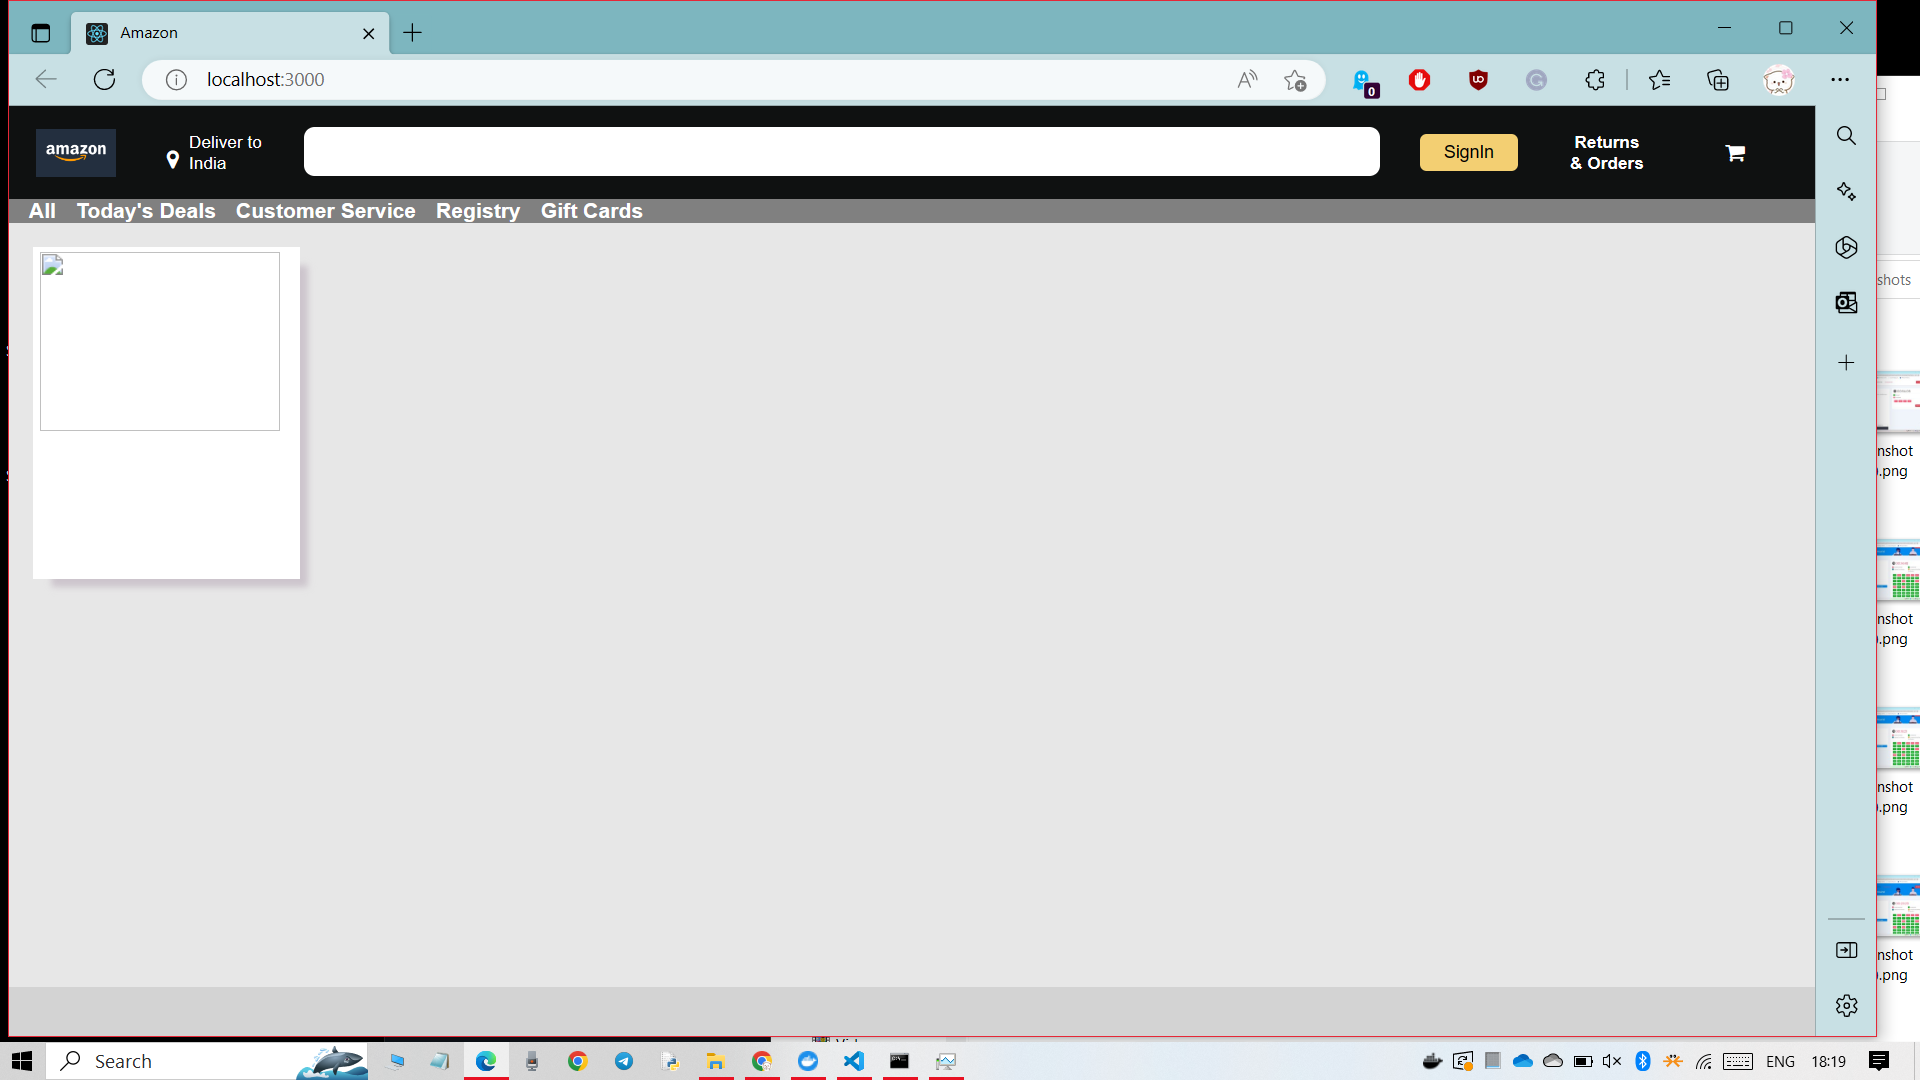 Amazon
localhost:3000
0
amazon
Deliver to
India
SignIn
Returns
& Orders
All Today's Deals Customer Service Registry Gift Cards
shots
nshot
.png
nshot
.png
nshot
.png
nshot
.png
Search
ENG 18:19